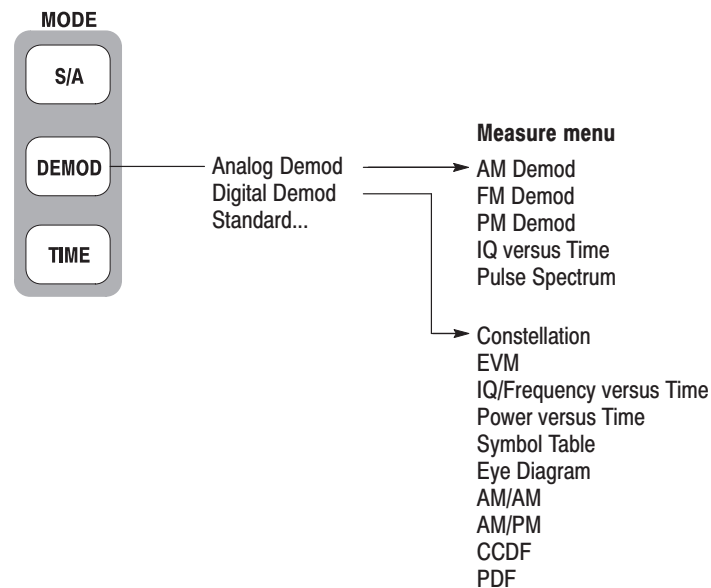 MODE
S/A
DEMOD
TIME
Analog Demod
Digital Demod
Standard...
Measure menu
AM Demod
FM Demod
PM Demod
IQ versus Time
Pulse Spectrum
Constellation
EVM
IQ/Frequency versus Time
Power versus Time
Symbol Table
Eye Diagram
AM/AM
AM/PM
CCDF
PDF